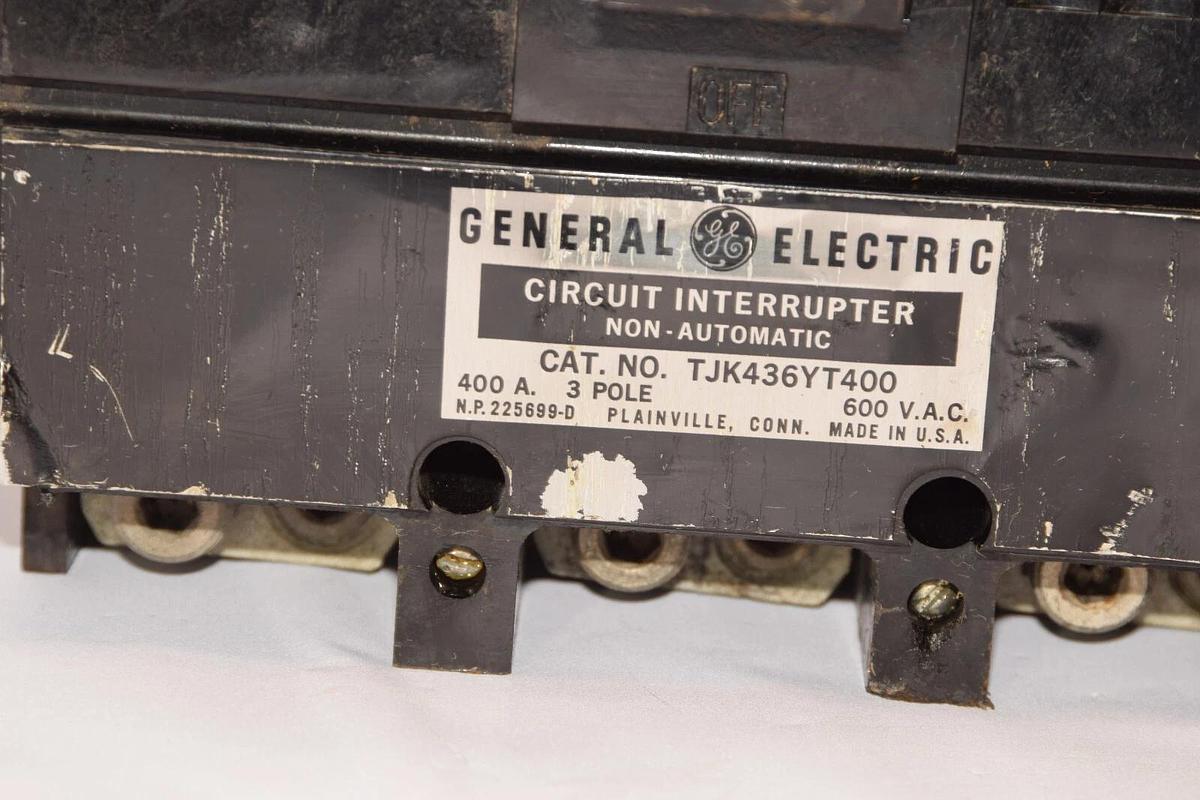 OFF
GENERAL GE ELECTRIC
CIRCUIT INTERRUPTER
NON-AUTOMATIC
CAT. NO. TJK436YT400
400 A. 3 POLE 600 V.A.C.
N.P. 225699-D PLAINVILLE, CONN. MADE IN U.S.A.